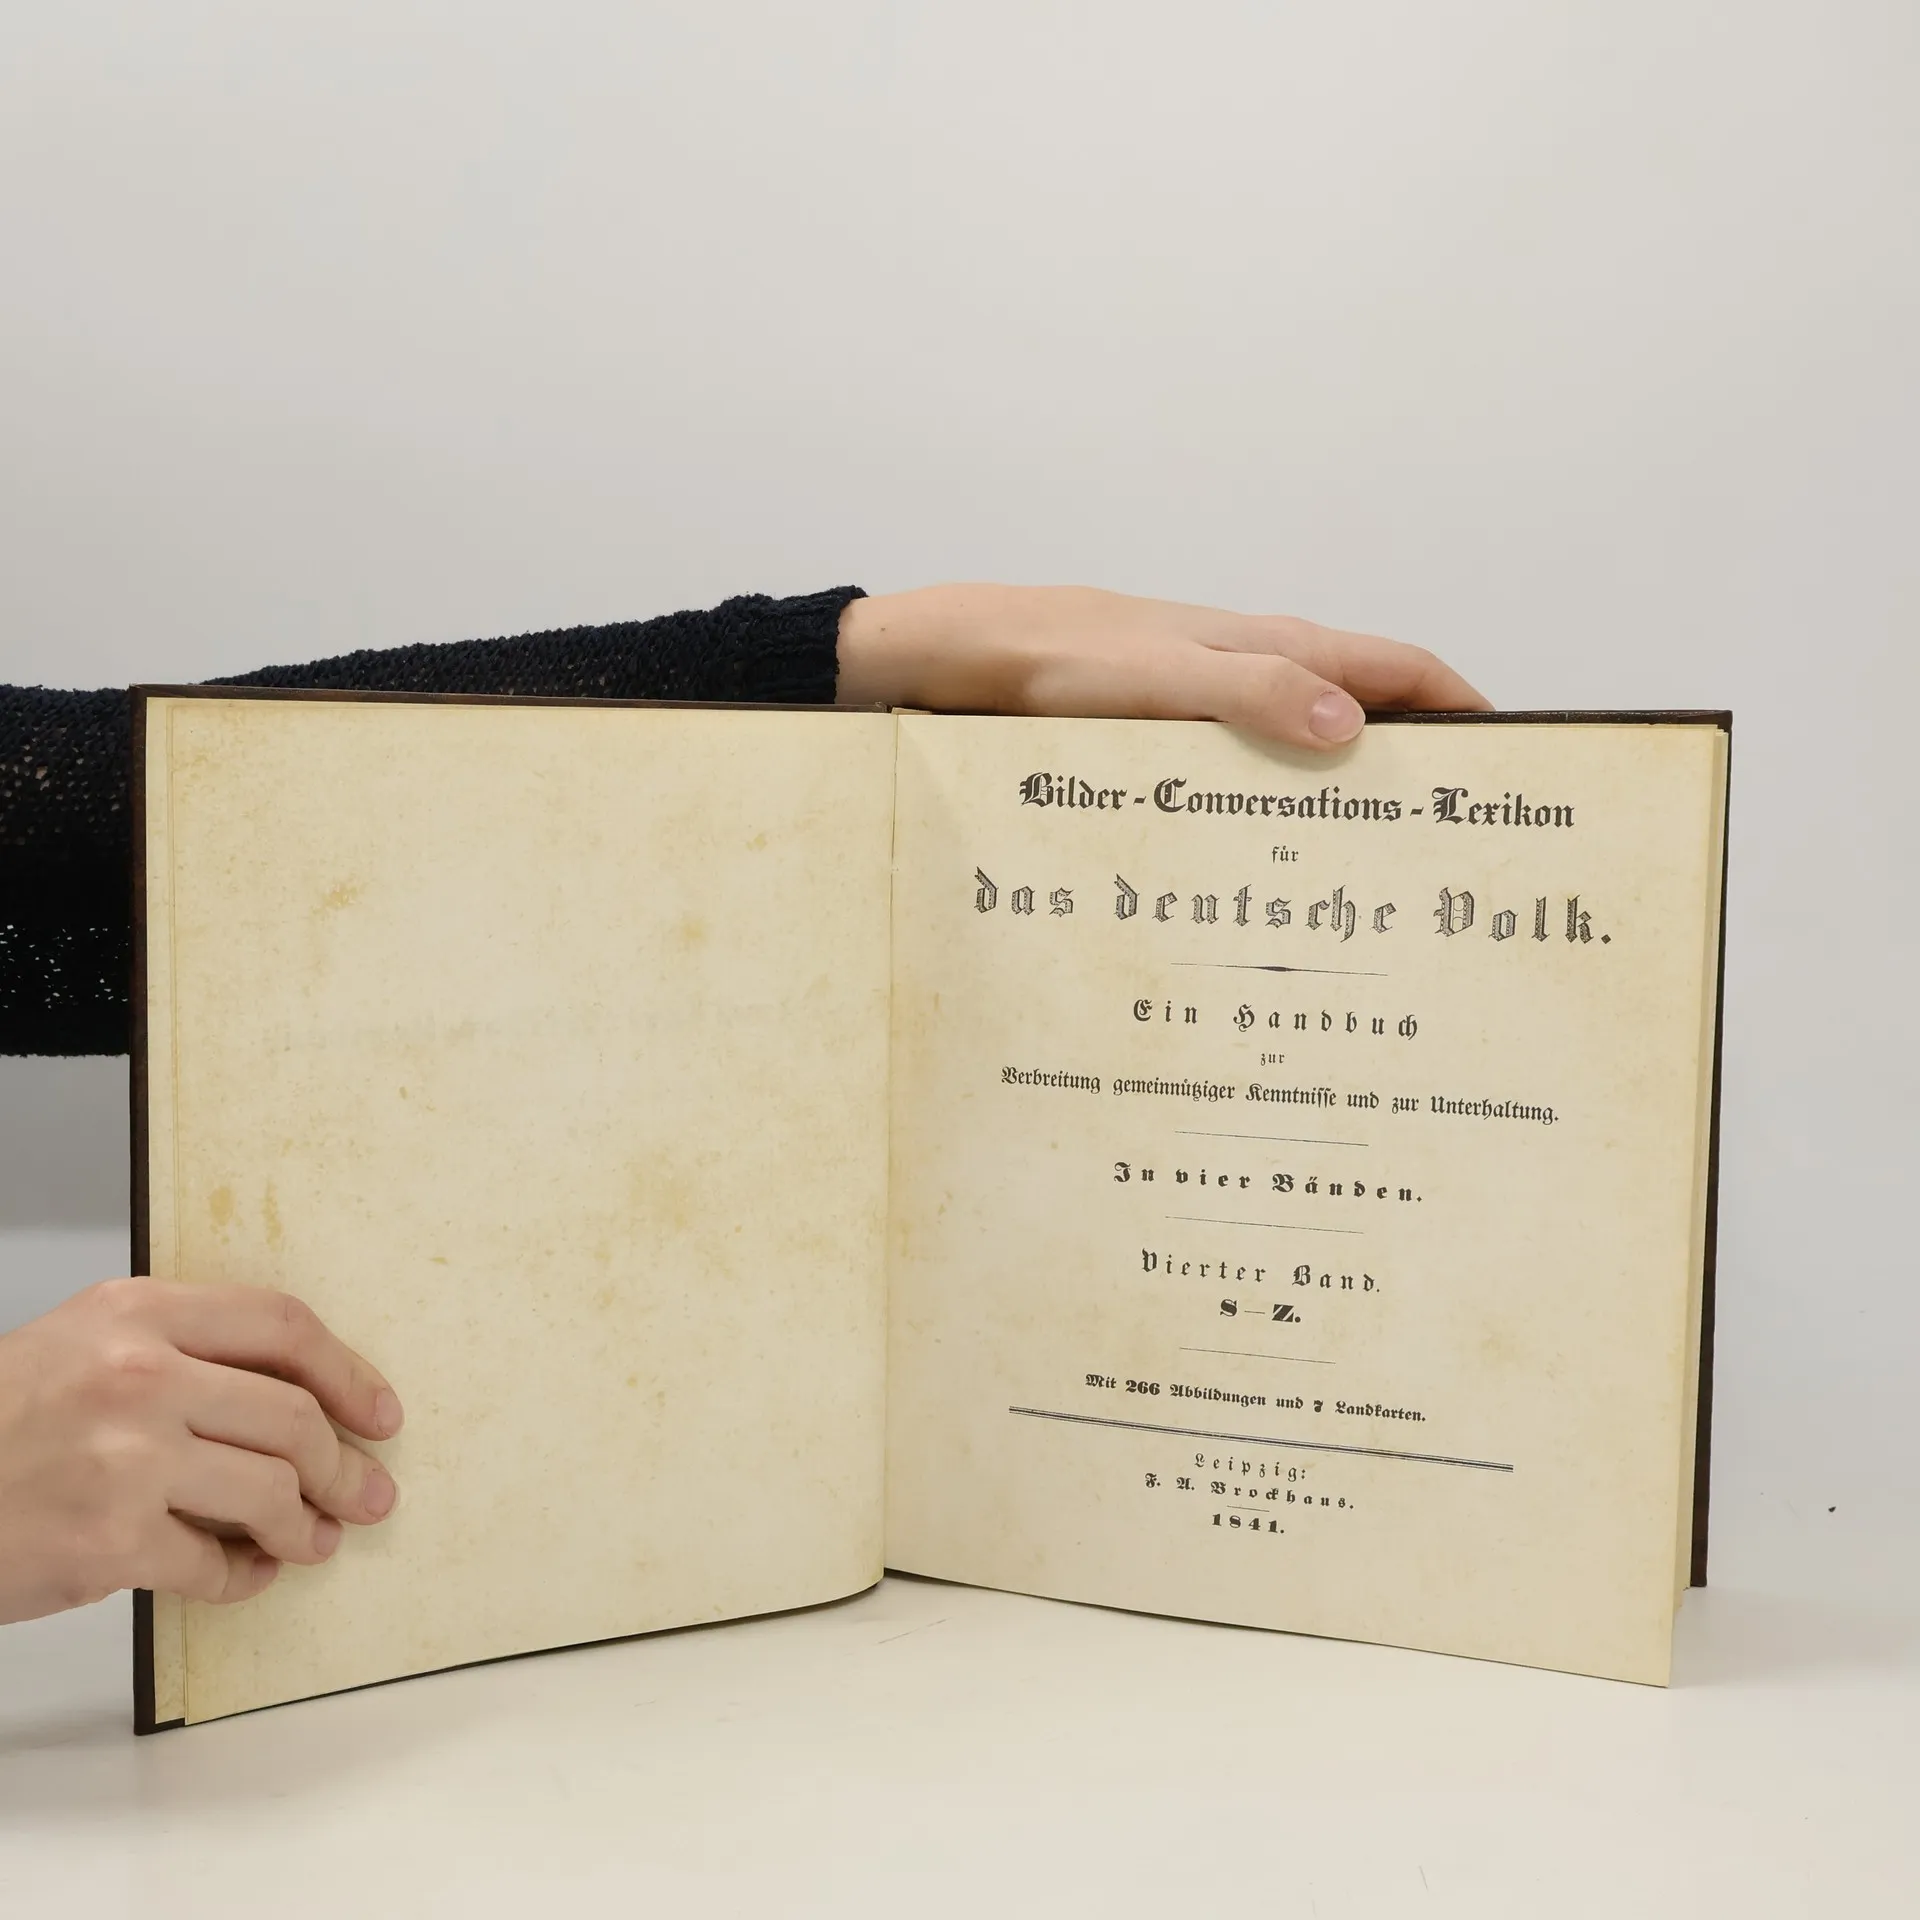 Bilder-Conversations-Lexikon
für
das deutsche Volk.
Ein Handbuch
zur
Verbreitung gemeinnütziger Kenntnisse und zur Unterhaltung.
In vier Bänden.
Vierter Band.
S—Z.
Mit 266 Abbildungen und 7 Landkarten.
Leipzig:
F. A. Brockhaus.
1841.